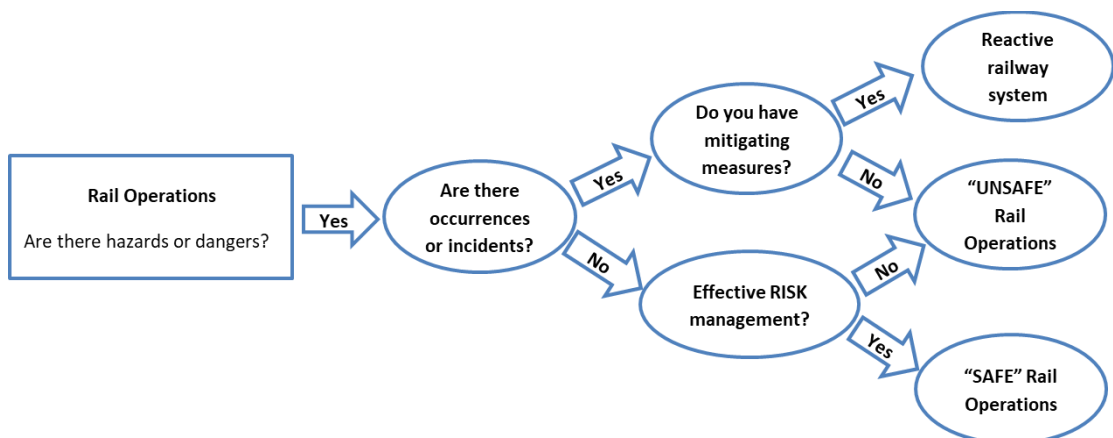 Rail Operations
Are there hazards or dangers?
Yes
Are there
occurrences
or incidents?
Yes
No
Do you have
mitigating
measures?
Yes
No
Effective RISK
management?
No
Yes
Reactive
railway
system
“UNSAFE”
Rail
Operations
“SAFE” Rail
Operations